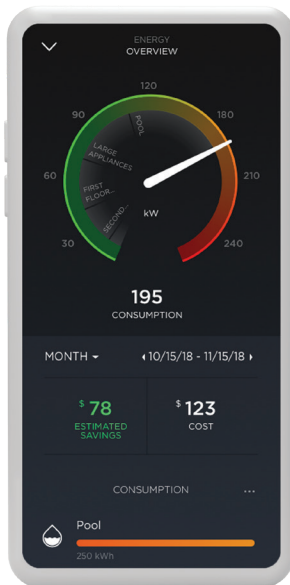 ENERGY
OVERVIEW
120
90
180
POOL
LARGE
APPLIANCES
60
210
FIRST
FLOOR...
SECOND...
kW
30
240
195
CONSUMPTION
MONTH
10/15/18 - 11/15/18
$ 78
ESTIMATED
SAVINGS
$ 123
COST
CONSUMPTION
...
Pool
250 kWh